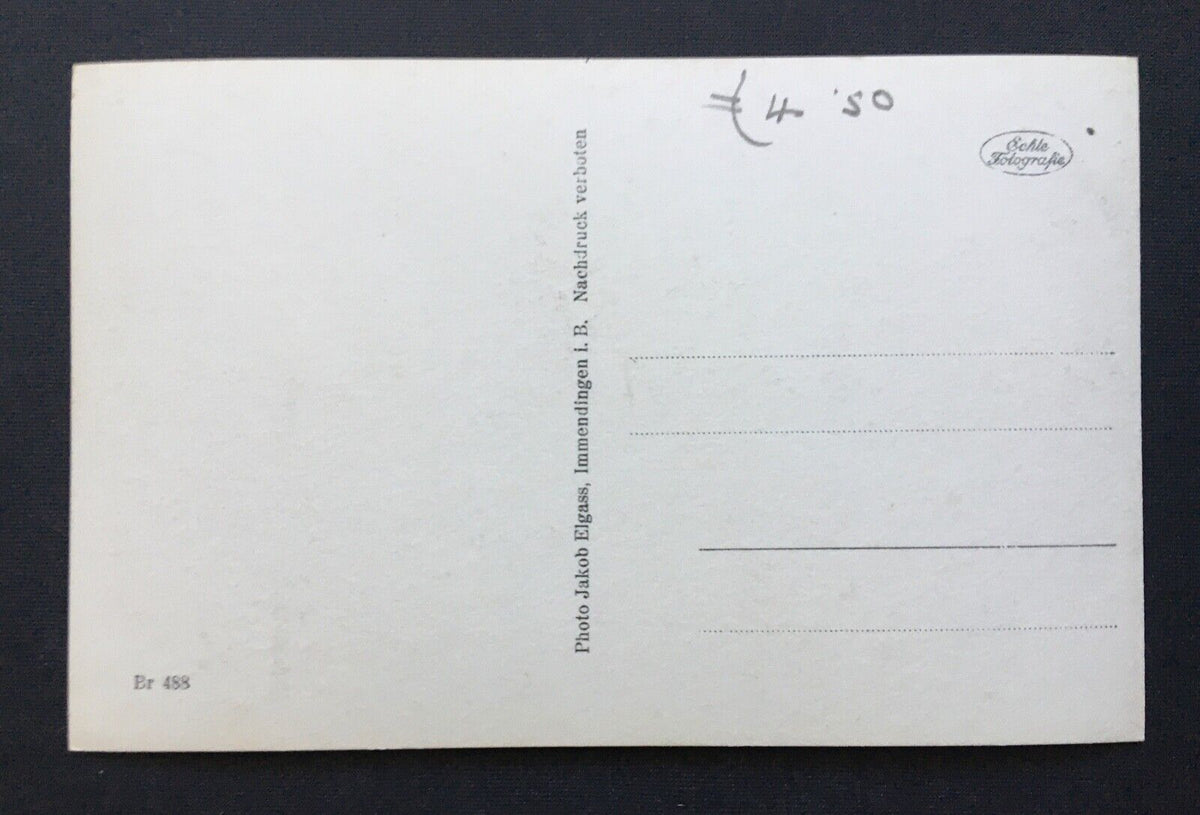 £4 '50
Echte
Fotografie
Photo Jakob Elgass, Immendingen i. B. Nachdruck verboten
Br 488